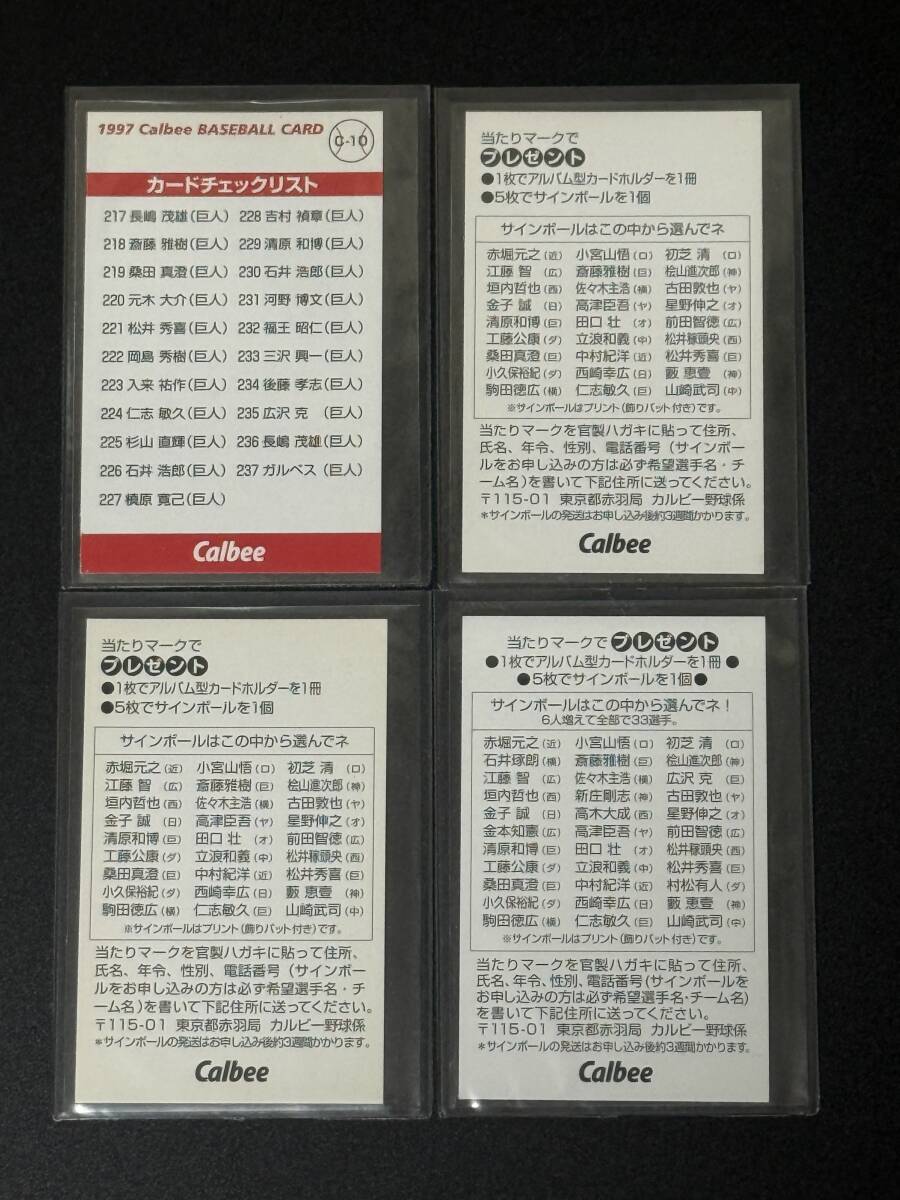 1997 Calbee BASEBALL CARD C-10
カードチェックリスト
217 長嶋 茂雄(巨人) 228 吉村 禎章(巨人)
218 斎藤 雅樹(巨人) 229 清原 和博(巨人)
219 桑田 真澄(巨人) 230 石井 浩郎(巨人)
220 元木 大介(巨人) 231 河野 博文(巨人)
221 松井 秀喜(巨人) 232 福王 昭仁(巨人)
222 岡島 秀樹(巨人) 233 三沢 興一(巨人)
223 入来 祐作(巨人) 234 後藤 孝志(巨人)
224 仁志 敏久(巨人) 235 広沢 克 (巨人)
225 杉山 直輝(巨人) 236 長嶋 茂雄(巨人)
226 石井 浩郎(巨人) 237 ガルベス(巨人)
227 槙原 寛己(巨人)
Calbee
当たりマークで
プレゼント
●1枚でアルバム型カードホルダーを1冊
●5枚でサインボールを1個
サインボールはこの中から選んでネ
赤堀元之(近) 小宮山悟(ロ) 初芝 清(ロ)
江藤 智(広) 斎藤雅樹(巨) 桧山進次郎(神)
垣内哲也(西) 佐々木主浩(横) 古田敦也(ヤ)
金子 誠(日) 高津臣吾(ヤ) 星野伸之(オ)
清原和博(巨) 田口 壮(オ) 前田智徳(広)
工藤公康(ダ) 立浪和義(中) 松井稼頭央(西)
桑田真澄(巨) 中村紀洋(近) 松井秀喜(巨)
小久保裕紀(ダ) 西崎幸広(日) 藪 恵壹(神)
駒田徳広(横) 仁志敏久(巨) 山崎武司(中)
※サインボールはプリント(飾りバット付き)です。
当たりマークを官製ハガキに貼って住所、
氏名、年令、性別、電話番号(サインボー
ルをお申し込みの方は必ず希望選手名・チ
ーム名)を書いて下記住所に送ってください。
〒115-01 東京都赤羽局 カルビー野球係
*サインボールの発送はお申し込み後約3週間かかります。
Calbee
当たりマークで
プレゼント
●1枚でアルバム型カードホルダーを1冊
●5枚でサインボールを1個
サインボールはこの中から選んでネ
赤堀元之(近) 小宮山悟(ロ) 初芝 清(ロ)
江藤 智(広) 斎藤雅樹(巨) 桧山進次郎(神)
垣内哲也(西) 佐々木主浩(横) 古田敦也(ヤ)
金子 誠(日) 高津臣吾(ヤ) 星野伸之(オ)
清原和博(巨) 田口 壮(オ) 前田智徳(広)
工藤公康(ダ) 立浪和義(中) 松井稼頭央(西)
桑田真澄(巨) 中村紀洋(近) 松井秀喜(巨)
小久保裕紀(ダ) 西崎幸広(日) 藪 恵壹(神)
駒田徳広(横) 仁志敏久(巨) 山崎武司(中)
※サインボールはプリント(飾りバット付き)です。
当たりマークを官製ハガキに貼って住所、
氏名、年令、性別、電話番号(サインボー
ルをお申し込みの方は必ず希望選手名・チ
ーム名)を書いて下記住所に送ってください。
〒115-01 東京都赤羽局 カルビー野球係
*サインボールの発送はお申し込み後約3週間かかります。
Calbee
当たりマークで プレゼント
●1枚でアルバム型カードホルダーを1冊●
●5枚でサインボールを1個●
サインボールはこの中から選んでネ!
6人増えて全部で33選手。
赤堀元之(近) 小宮山悟(ロ) 初芝 清(ロ)
石井琢朗(横) 斎藤雅樹(巨) 桧山進次郎(神)
江藤 智(広) 佐々木主浩(横) 広沢 克(巨)
垣内哲也(西) 新庄剛志(神) 古田敦也(ヤ)
金子 誠(日) 高木大成(西) 星野伸之(オ)
金本知憲(広) 高津臣吾(ヤ) 前田智徳(広)
清原和博(巨) 田口 壮(オ) 松井稼頭央(西)
工藤公康(ダ) 立浪和義(中) 松井秀喜(巨)
桑田真澄(巨) 中村紀洋(近) 村松有人(ダ)
小久保裕紀(ダ) 西崎幸広(日) 藪 恵壹(神)
駒田徳広(横) 仁志敏久(巨) 山崎武司(中)
※サインボールはプリント(飾りバット付き)です。
当たりマークを官製ハガキに貼って住所、
氏名、年令、性別、電話番号(サインボールを
お申し込みの方は必ず希望選手名・チーム名)
を書いて下記住所に送ってください。
〒115-01 東京都赤羽局 カルビー野球係
*サインボールの発送はお申し込み後約3週間かかります。
Calbee